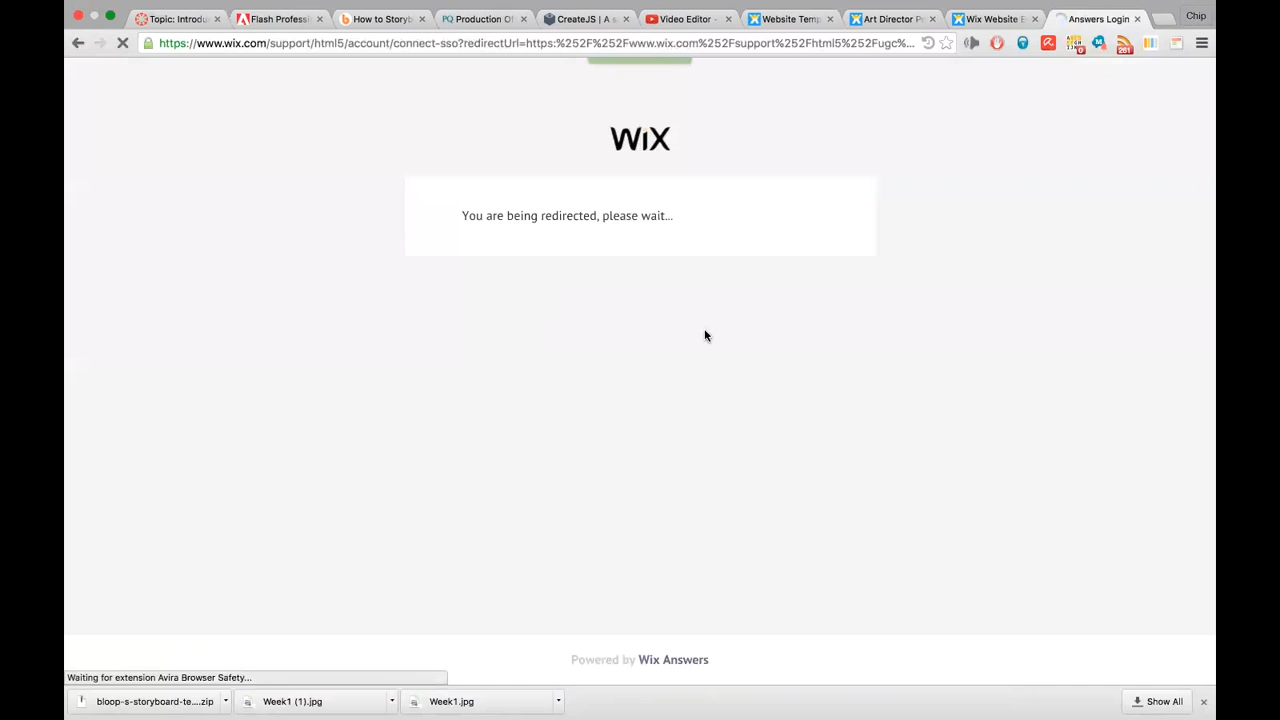 Topic: Introdu
Flash Professi
How to Storyb
PQ Production Of
CreateJS | A s
Video Editor -
Website Temp
Art Director P
Wix Website E
Answers Login
Chip
https://www.wix.com/support/html5/account/connect-sso?redirectUrl=https:%252F%252Fwww.wix.com%252Fsupport%252Fhtml5%252Fugc%...
0
261
WiX
You are being redirected, please wait...
Powered by Wix Answers
Waiting for extension Avira Browser Safety...
bloop-s-storyboard-te....zip
Week1 (1).jpg
Week1.jpg
Show All